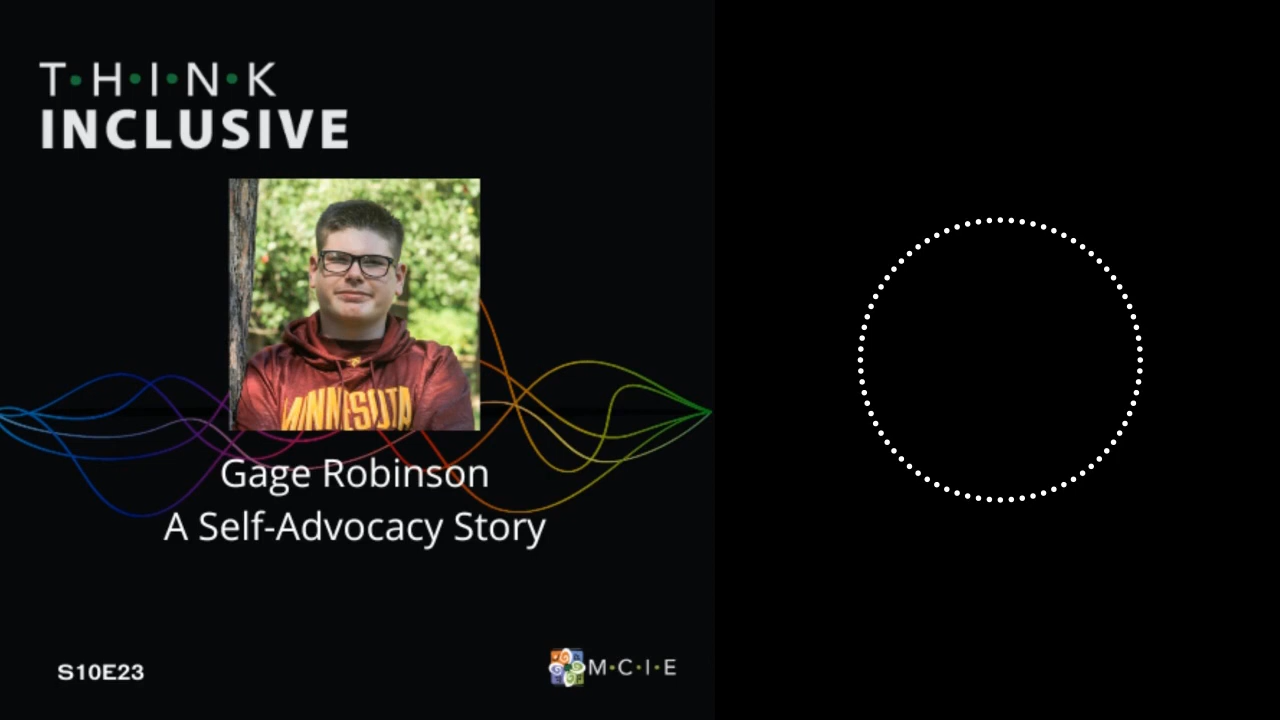 T·H·I·N·K
INCLUSIVE
MINNESOTA
Gage Robinson
A Self-Advocacy Story
S10E23
M·C·I·E